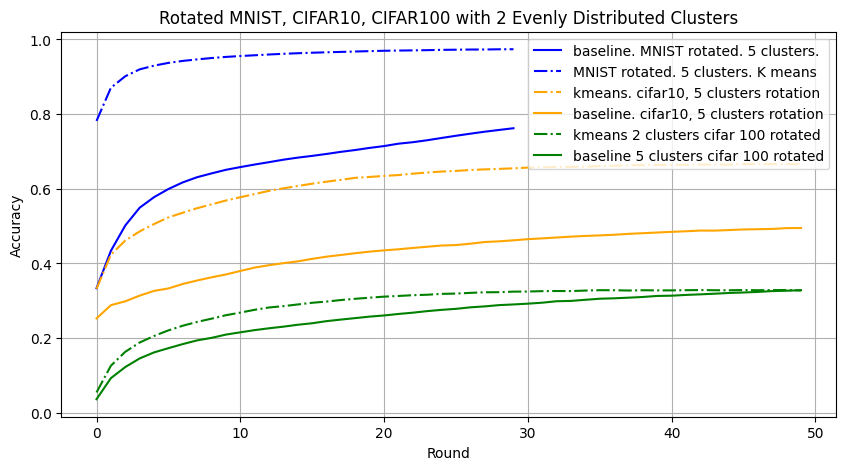 Rotated MNIST, CIFAR10, CIFAR100 with 2 Evenly Distributed Clusters
baseline. MNIST rotated. 5 clusters.
MNIST rotated. 5 clusters. K means
kmeans. cifar10, 5 clusters rotation
baseline. cifar10, 5 clusters rotation
kmeans 2 clusters cifar 100 rotated
baseline 5 clusters cifar 100 rotated
Accuracy
1.0
0.8
0.6
0.4
0.2
0.0
0 10 20 30 40 50
Round